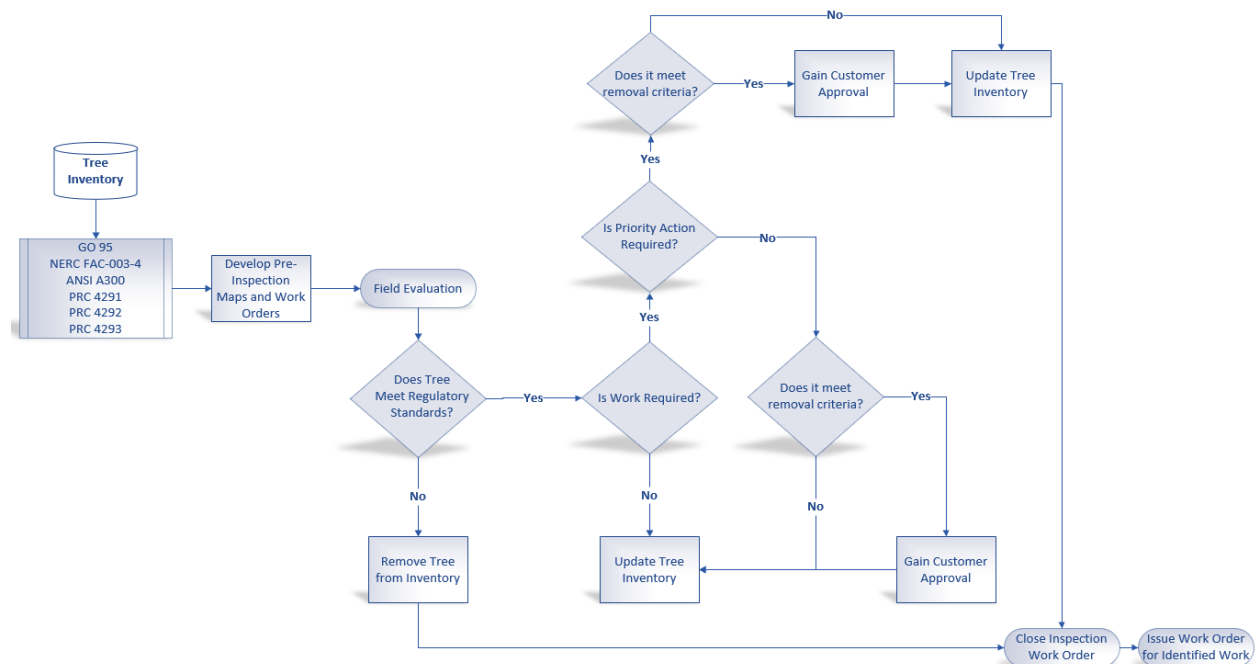 No
Does it meet
removal criteria?
Yes
Gain Customer
Approval
Update Tree
Inventory
Yes
Tree
Inventory
Is Priority Action
Required?
No
GO 95
NERC FAC-003-4
ANSI A300
PRC 4291
PRC 4292
PRC 4293
Develop Pre-
Inspection
Maps and Work
Orders
Field Evaluation
Yes
Does Tree
Meet Regulatory
Standards?
Yes
Is Work Required?
Does it meet
removal criteria?
Yes
No
No
No
Remove Tree
from Inventory
Update Tree
Inventory
Gain Customer
Approval
Close Inspection
Work Order
Issue Work Order
for Identified Work